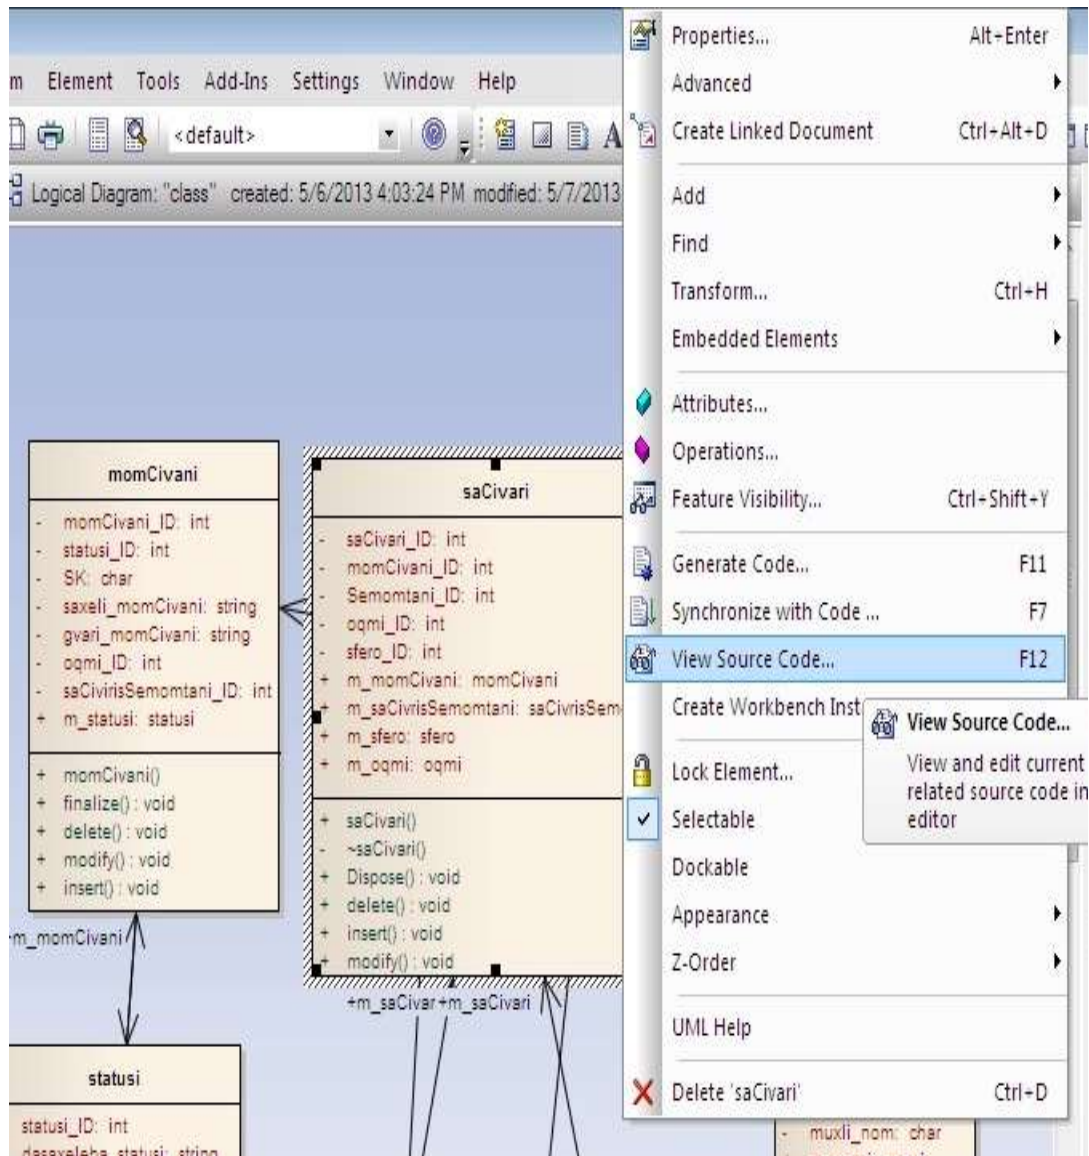 Element Tools Add-Ins Settings Window Help
<default>
Logical Diagram: "class" created: 5/6/2013 4:03:24 PM modified: 5/7/2013
momCivani
- momCivani_ID: int
- statusi_ID: int
- SK: char
- saxeli_momCivani: string
- gvari_momCivani: string
- oqmi_ID: int
- saCivirisSemomtani_ID: int
+ m_statusi: statusi
+ momCivani()
+ finalize() : void
+ delete() : void
+ modify() : void
+ insert() : void
m_momCivani
statusi
statusi_ID: int
dasaxeleba_statusi: string
saCivari
- saCivari_ID: int
- momCivani_ID: int
- Semomtani_ID: int
- oqmi_ID: int
- sfero_ID: int
+ m_momCivani: momCivani
+ m_saCivrisSemomtani: saCivrisSem
+ m_sfero: sfero
+ m_oqmi: oqmi
+ saCivari()
- ~saCivari()
+ Dispose() : void
+ delete() : void
+ insert() : void
+ modify() : void
+m_saCivar +m_saCivari
Properties... Alt+Enter
Advanced
Create Linked Document Ctrl+Alt+D
Add
Find
Transform... Ctrl+H
Embedded Elements
Attributes...
Operations...
Feature Visibility... Ctrl+Shift+Y
Generate Code... F11
Synchronize with Code ... F7
View Source Code... F12
Create Workbench Inst
Lock Element...
Selectable
Dockable
Appearance
Z-Order
UML Help
Delete 'saCivari' Ctrl+D
View Source Code...
View and edit current
related source code in
editor
- muxli_nom: char